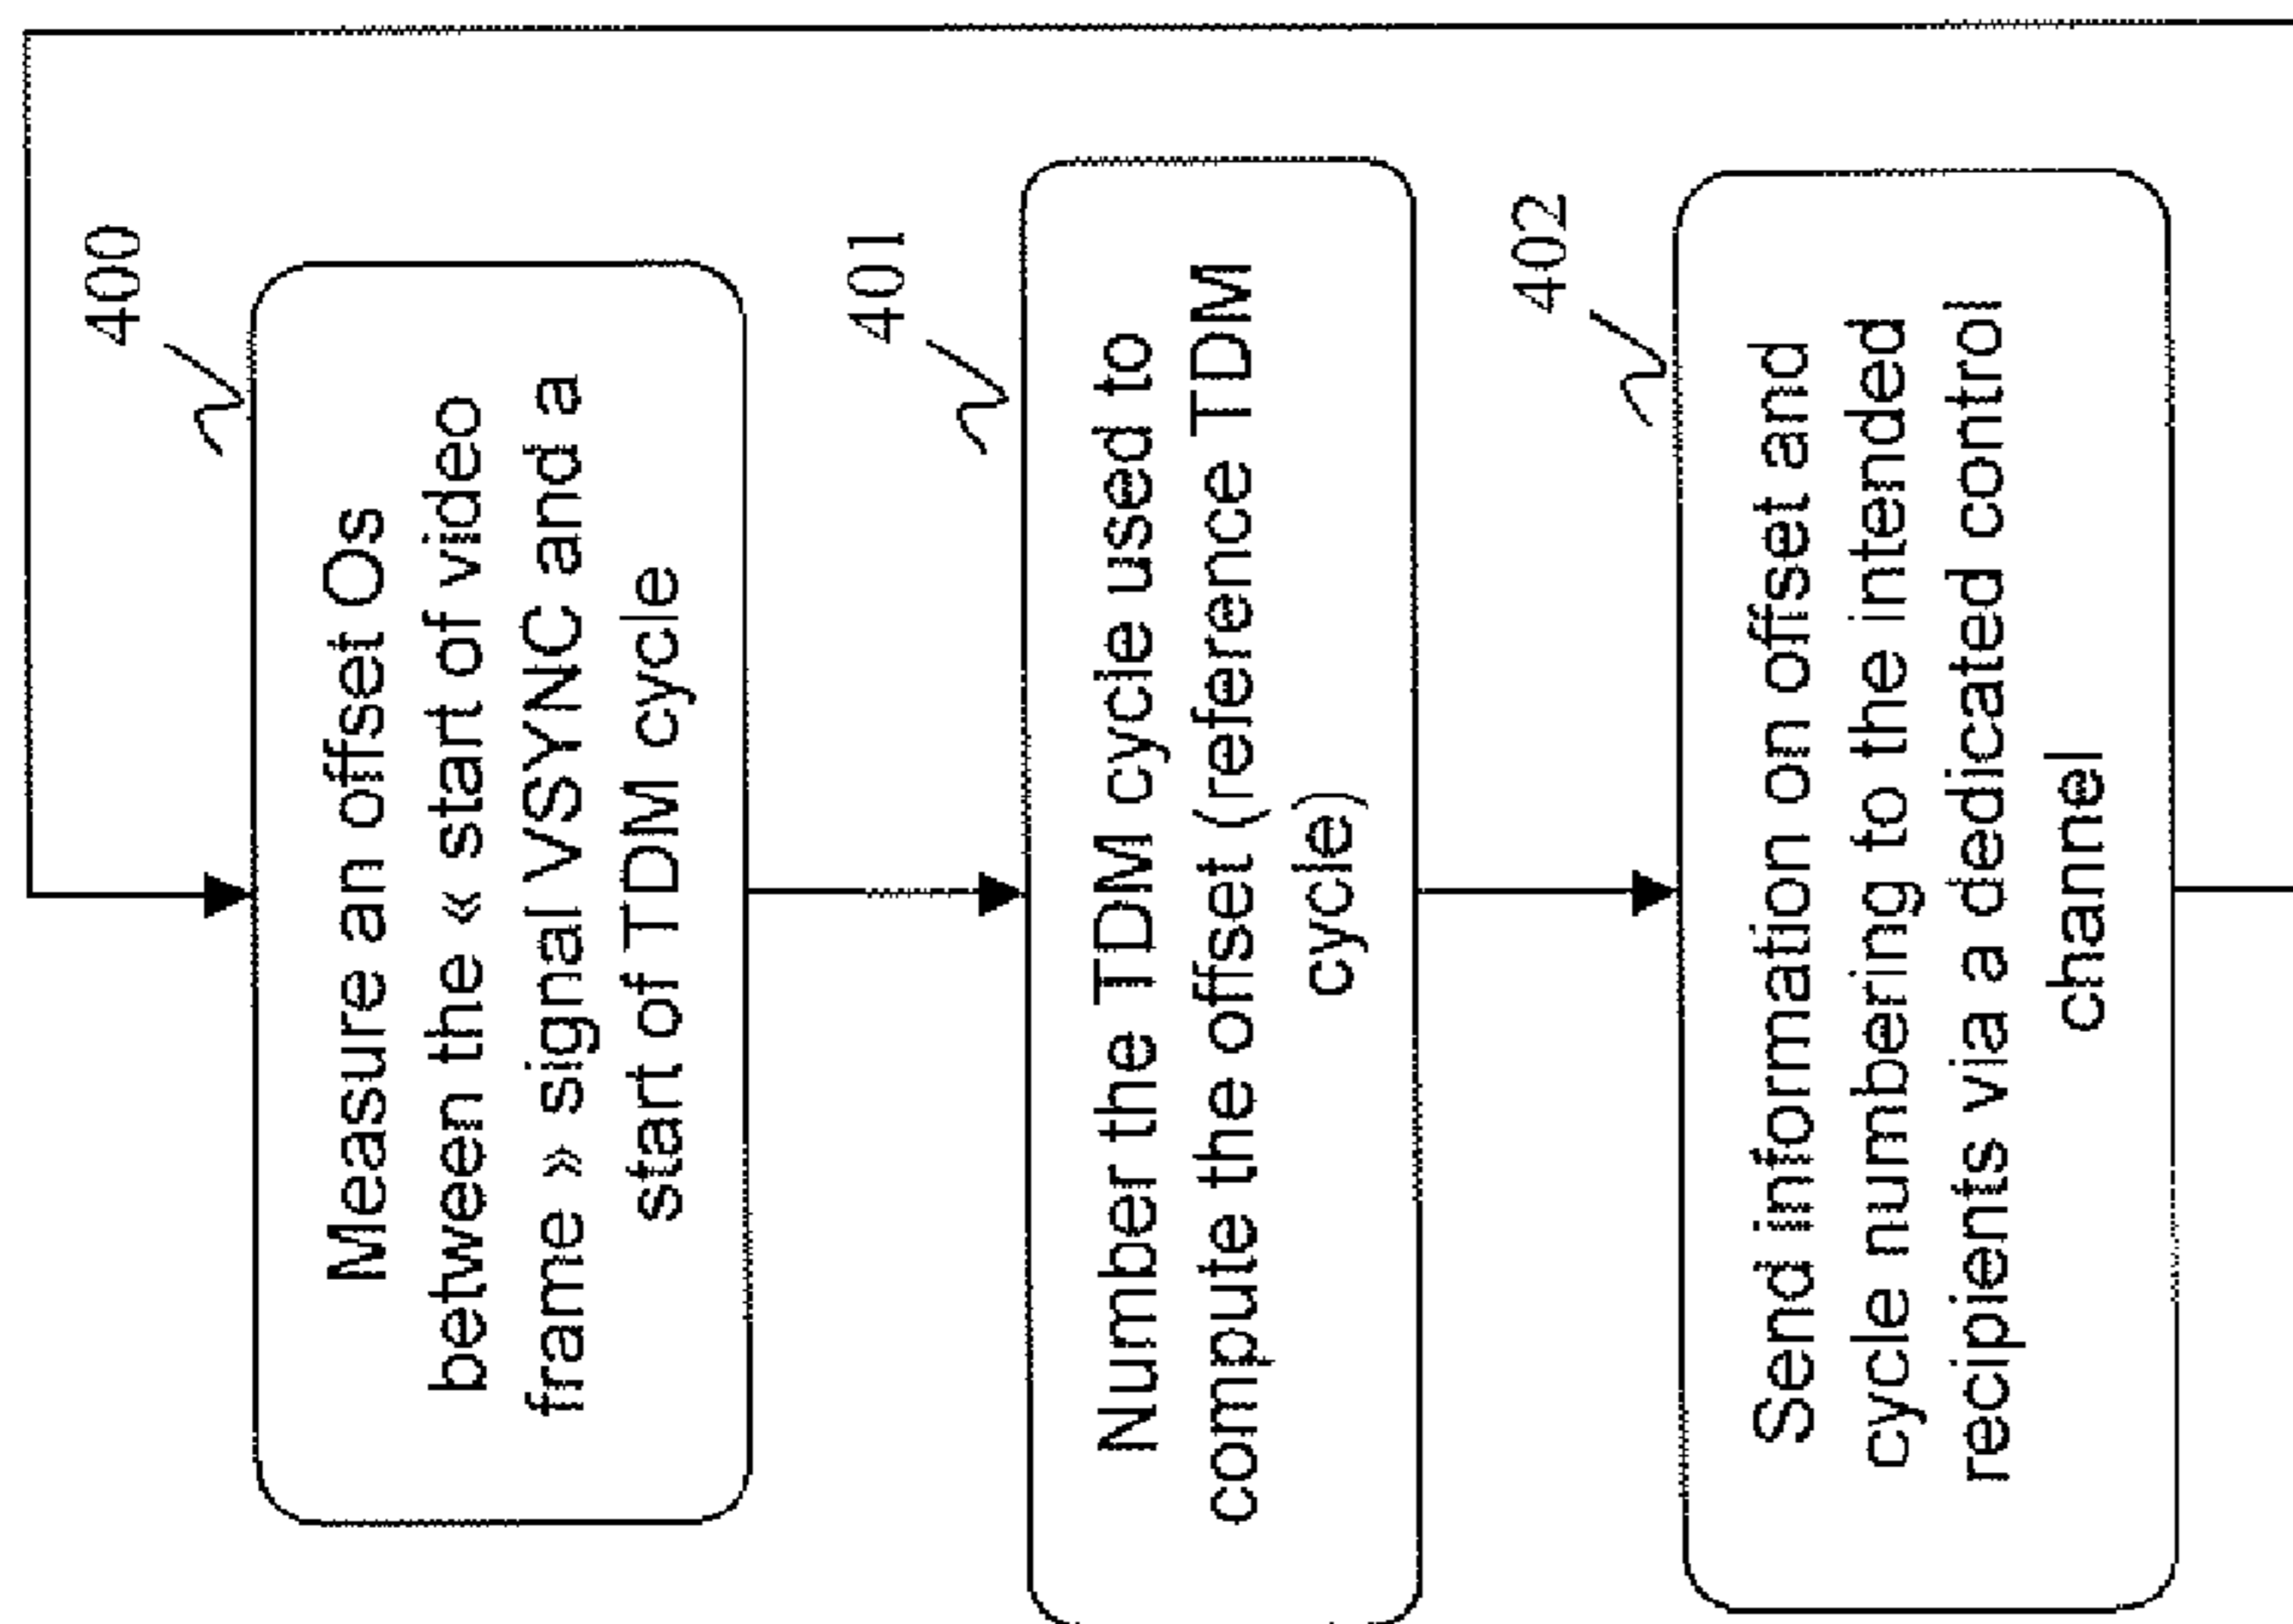 400
Measure an offset Os
between the « start of video
frame » signal VSYNC and a
start of TDM cycle
401
Number the TDM cycle used to
compute the offset (reference TDM
cycle)
402
Send information on offset and
cycle numbering to the intended
recipients via a dedicated control
channel